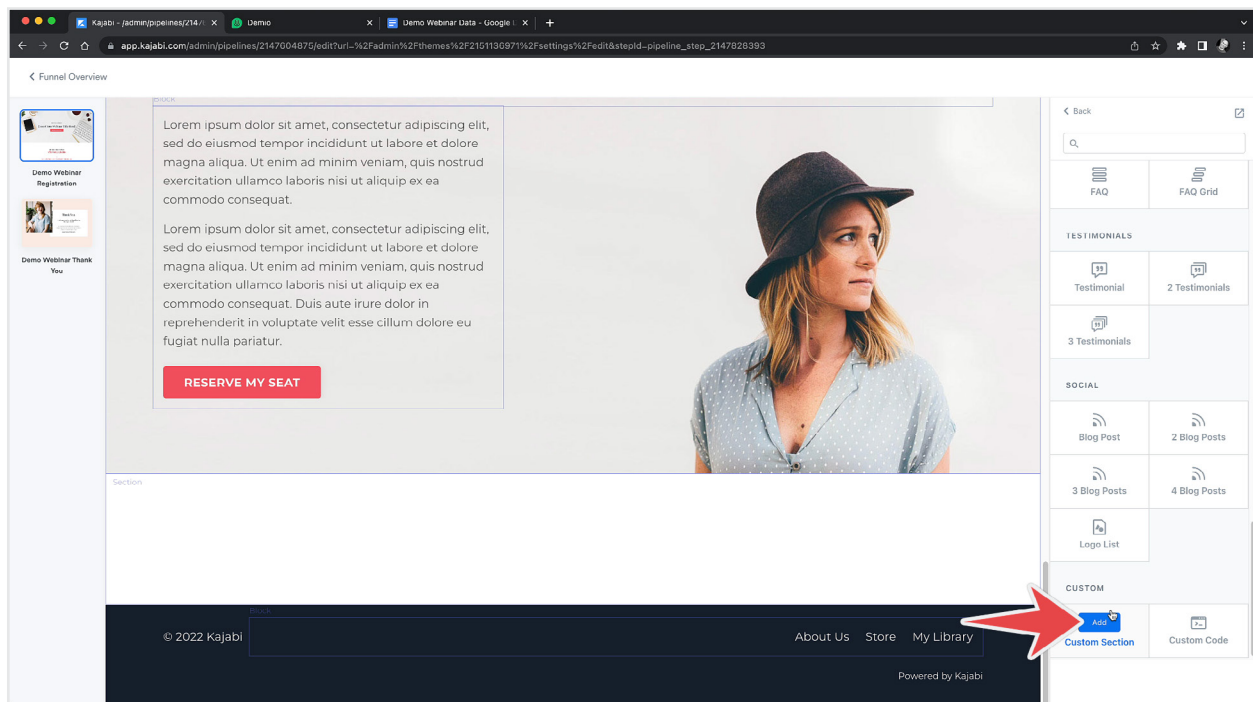 Kajabi - /admin/pipelines/2147
Demio
Demo Webinar Data - Google
app.kajabi.com/admin/pipelines/2147004875/edit?url=%2Fadmin%2Fthemes%2F2151130971%2Fsettings%2Fedit&stepId=pipeline_step_2147828393
Funnel Overview
Demo Webinar
Registration
Thank You
Demo Webinar Thank
You
Block
Lorem ipsum dolor sit amet, consectetur adipiscing elit,
sed do eiusmod tempor incididunt ut labore et dolore
magna aliqua. Ut enim ad minim veniam, quis nostrud
exercitation ullamco laboris nisi ut aliquip ex ea
commodo consequat.
Lorem ipsum dolor sit amet, consectetur adipiscing elit,
sed do eiusmod tempor incididunt ut labore et dolore
magna aliqua. Ut enim ad minim veniam, quis nostrud
exercitation ullamco laboris nisi ut aliquip ex ea
commodo consequat. Duis aute irure dolor in
reprehenderit in voluptate velit esse cillum dolore eu
fugiat nulla pariatur.
RESERVE MY SEAT
Section
Block
© 2022 Kajabi
About Us Store My Library
Powered by Kajabi
Back
FAQ
FAQ Grid
TESTIMONIALS
Testimonial
2 Testimonials
3 Testimonials
SOCIAL
Blog Post
2 Blog Posts
3 Blog Posts
4 Blog Posts
Logo List
CUSTOM
Add
Custom Section
Custom Code